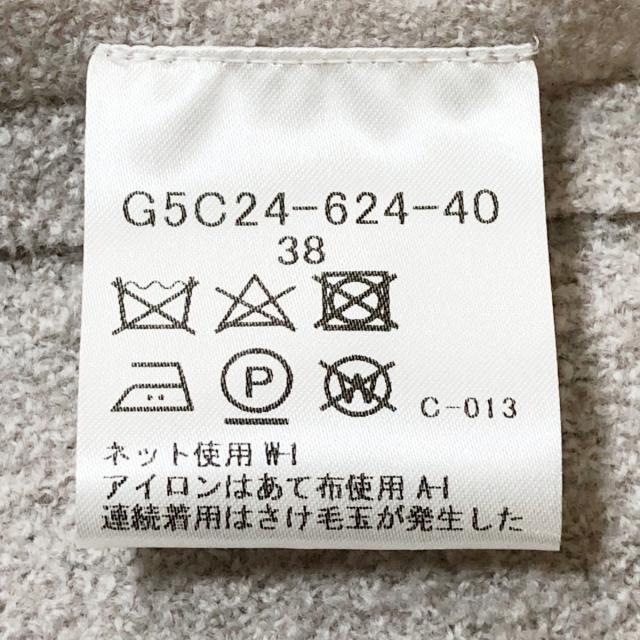 G5C24-624-40
38
P W C-013
ネット使用 W-I
アイロンはあて布使用 A-I
連続着用はさけ毛玉が発生した